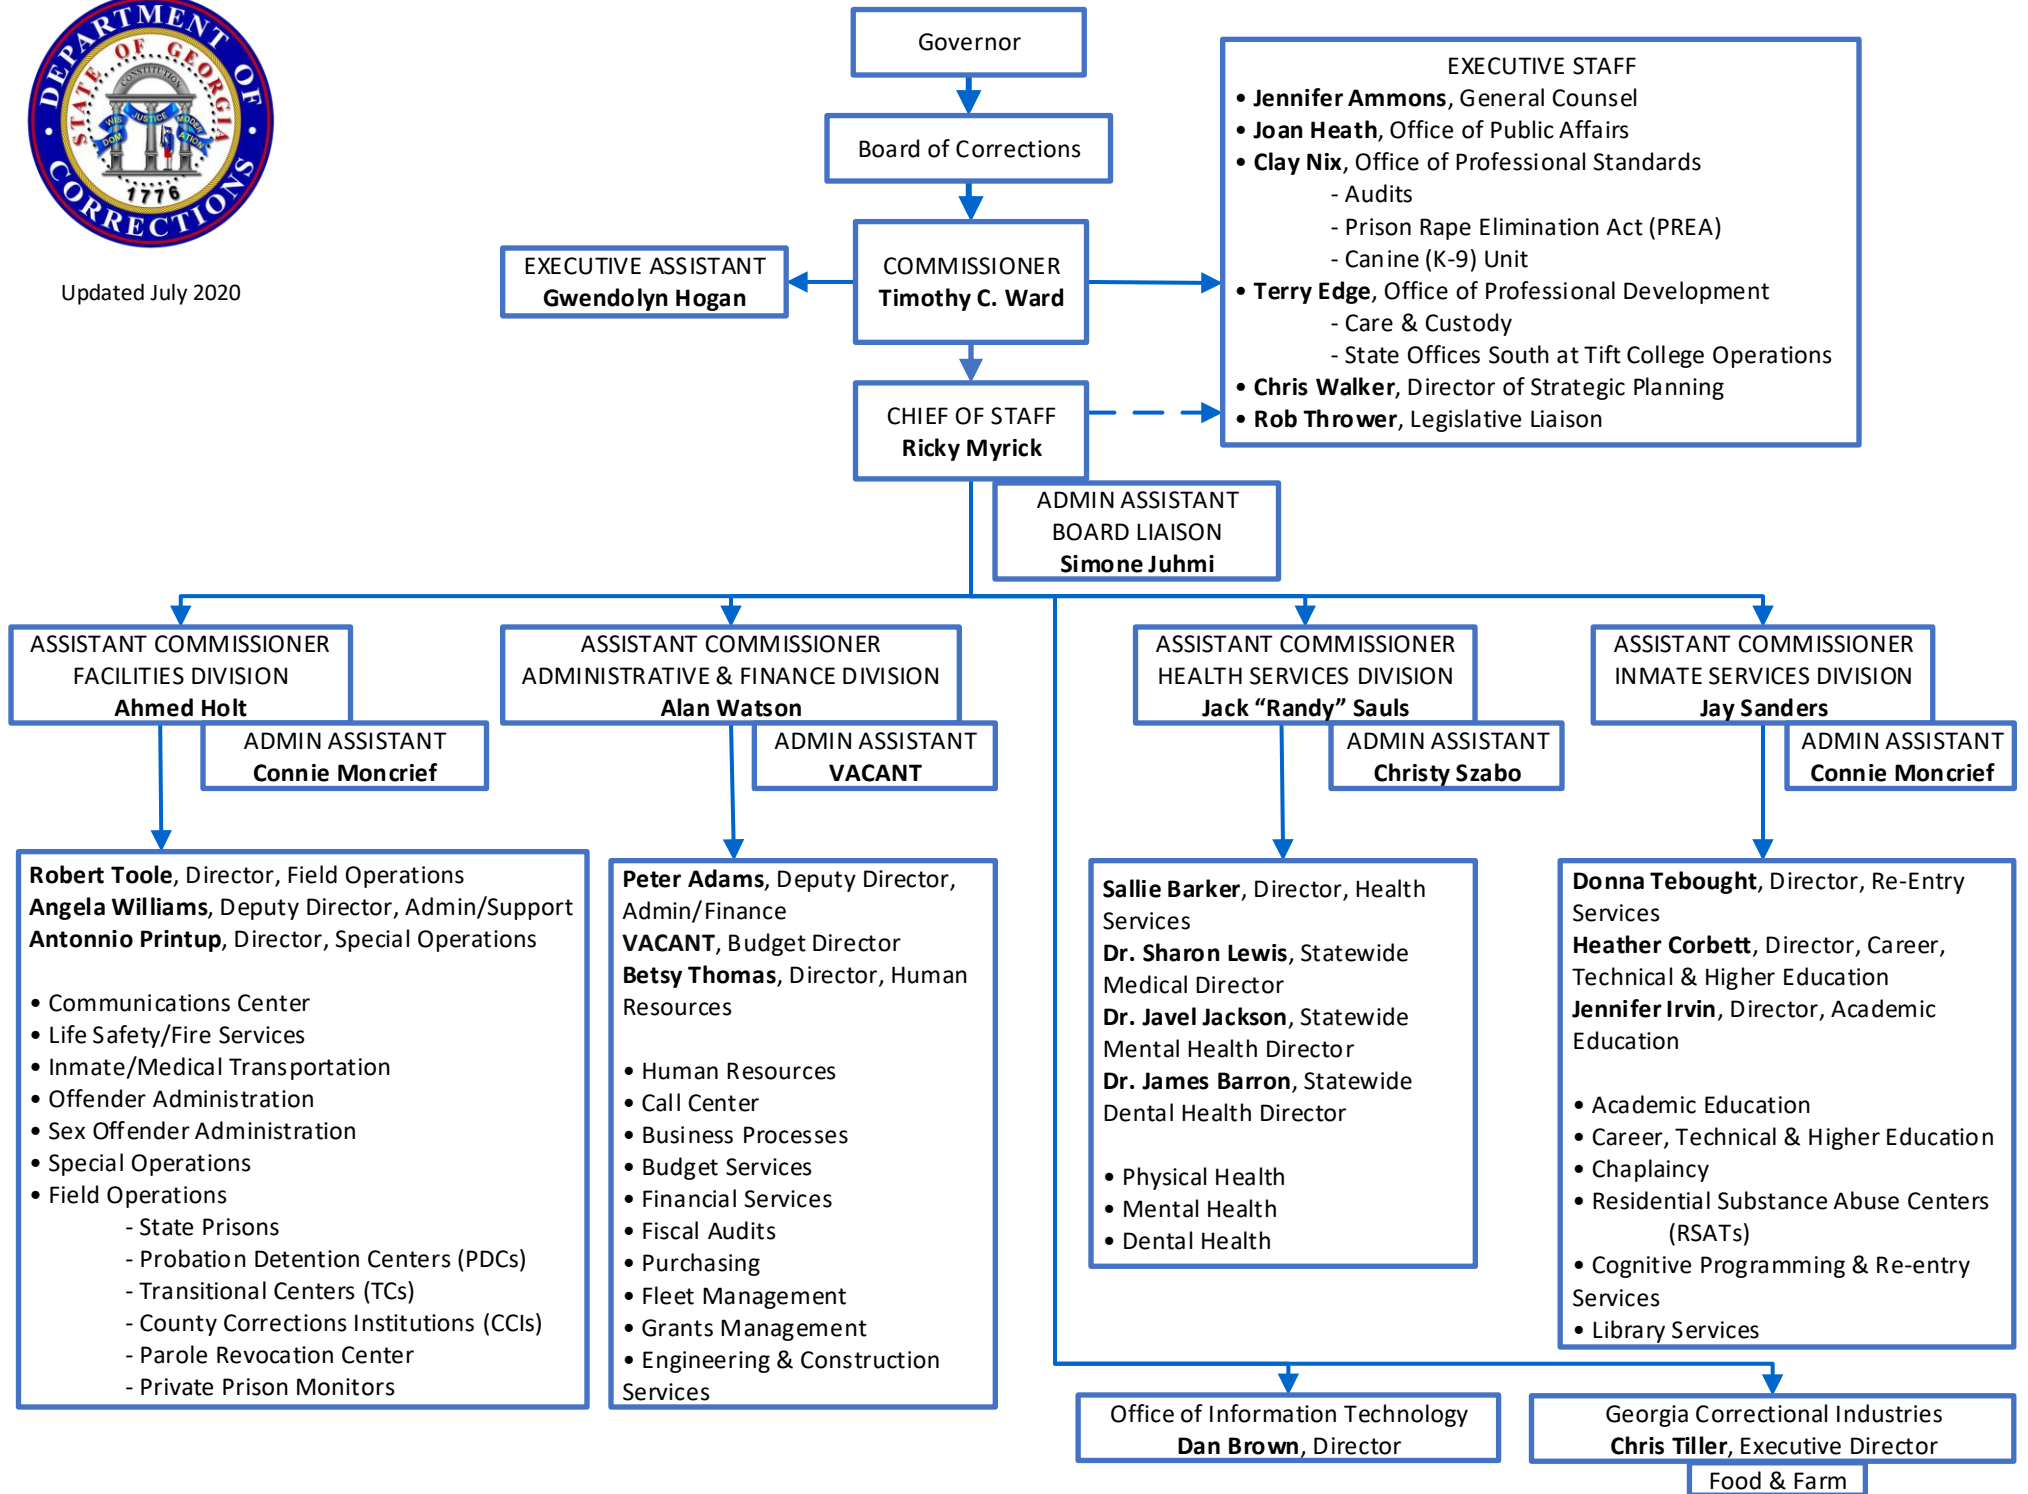 DEPARTMENT OF
CORRECTIONS
STATE OF GEORGIA
CONSTITUTION
WISDOM JUSTICE MODERATION
1776
Updated July 2020
Governor
Board of Corrections
COMMISSIONER
Timothy C. Ward
EXECUTIVE ASSISTANT
Gwendolyn Hogan
EXECUTIVE STAFF
• Jennifer Ammons, General Counsel
• Joan Heath, Office of Public Affairs
• Clay Nix, Office of Professional Standards
- Audits
- Prison Rape Elimination Act (PREA)
- Canine (K-9) Unit
• Terry Edge, Office of Professional Development
- Care & Custody
- State Offices South at Tift College Operations
• Chris Walker, Director of Strategic Planning
• Rob Thrower, Legislative Liaison
CHIEF OF STAFF
Ricky Myrick
ADMIN ASSISTANT
BOARD LIAISON
Simone Juhmi
ASSISTANT COMMISSIONER
FACILITIES DIVISION
Ahmed Holt
ADMIN ASSISTANT
Connie Moncrief
Robert Toole, Director, Field Operations
Angela Williams, Deputy Director, Admin/Support
Antonnio Printup, Director, Special Operations
• Communications Center
• Life Safety/Fire Services
• Inmate/Medical Transportation
• Offender Administration
• Sex Offender Administration
• Special Operations
• Field Operations
- State Prisons
- Probation Detention Centers (PDCs)
- Transitional Centers (TCs)
- County Corrections Institutions (CCIs)
- Parole Revocation Center
- Private Prison Monitors
ASSISTANT COMMISSIONER
ADMINISTRATIVE & FINANCE DIVISION
Alan Watson
ADMIN ASSISTANT
VACANT
Peter Adams, Deputy Director,
Admin/Finance
VACANT, Budget Director
Betsy Thomas, Director, Human
Resources
• Human Resources
• Call Center
• Business Processes
• Budget Services
• Financial Services
• Fiscal Audits
• Purchasing
• Fleet Management
• Grants Management
• Engineering & Construction
Services
ASSISTANT COMMISSIONER
HEALTH SERVICES DIVISION
Jack “Randy” Sauls
ADMIN ASSISTANT
Christy Szabo
Sallie Barker, Director, Health
Services
Dr. Sharon Lewis, Statewide
Medical Director
Dr. Javel Jackson, Statewide
Mental Health Director
Dr. James Barron, Statewide
Dental Health Director
• Physical Health
• Mental Health
• Dental Health
ASSISTANT COMMISSIONER
INMATE SERVICES DIVISION
Jay Sanders
ADMIN ASSISTANT
Connie Moncrief
Donna Tebought, Director, Re-Entry
Services
Heather Corbett, Director, Career,
Technical & Higher Education
Jennifer Irvin, Director, Academic
Education
• Academic Education
• Career, Technical & Higher Education
• Chaplaincy
• Residential Substance Abuse Centers
(RSATs)
• Cognitive Programming & Re-entry
Services
• Library Services
Office of Information Technology
Dan Brown, Director
Georgia Correctional Industries
Chris Tiller, Executive Director
Food & Farm